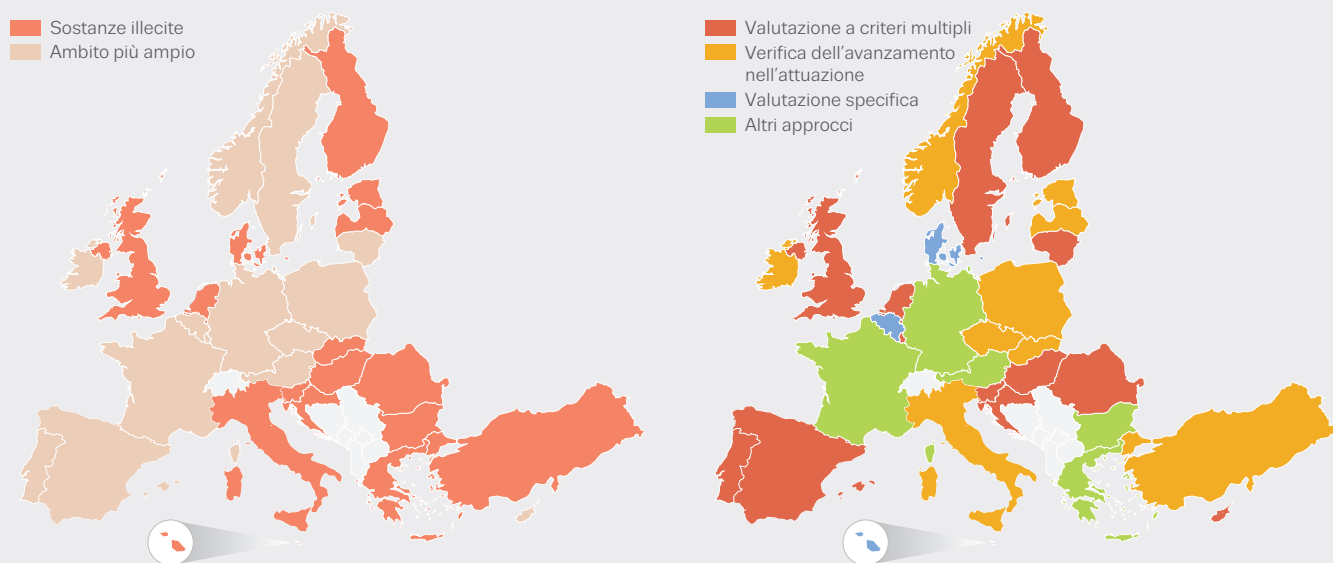 Sostanze illecite
Ambito più ampio
Valutazione a criteri multipli
Verifica dell'avanzamento
nell'attuazione
Valutazione specifica
Altri approcci